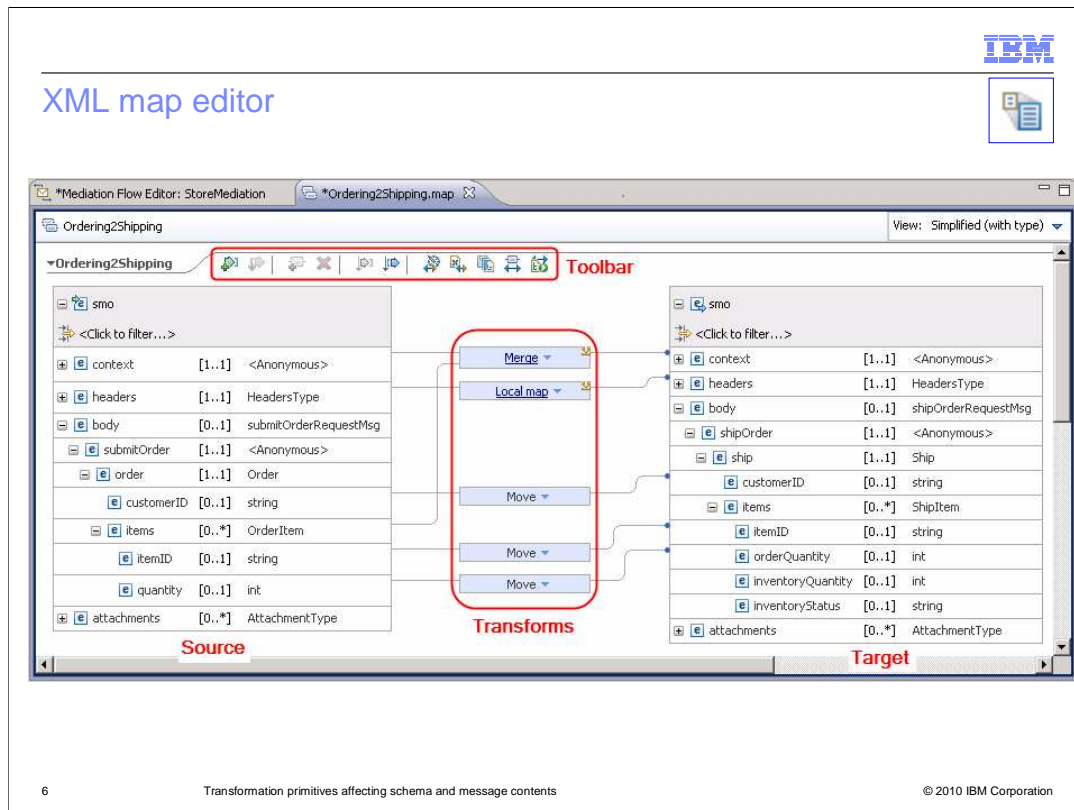 IBM
XML map editor
*Mediation Flow Editor: StoreMediation
*Ordering2Shipping.map
Ordering2Shipping
View: Simplified (with type)
Ordering2Shipping
Toolbar
smo
<Click to filter...>
context [1..1] <Anonymous>
headers [1..1] HeadersType
body [0..1] submitOrderRequestMsg
submitOrder [1..1] <Anonymous>
order [1..1] Order
customerID [0..1] string
items [0..*] OrderItem
itemID [0..1] string
quantity [0..1] int
attachments [0..*] AttachmentType
Source
Merge
Local map
Move
Move
Move
Transforms
smo
<Click to filter...>
context [1..1] <Anonymous>
headers [1..1] HeadersType
body [0..1] shipOrderRequestMsg
shipOrder [1..1] <Anonymous>
ship [1..1] Ship
customerID [0..1] string
items [0..*] ShipItem
itemID [0..1] string
orderQuantity [0..1] int
inventoryQuantity [0..1] int
inventoryStatus [0..1] string
attachments [0..*] AttachmentType
Target
6
Transformation primitives affecting schema and message contents
© 2010 IBM Corporation